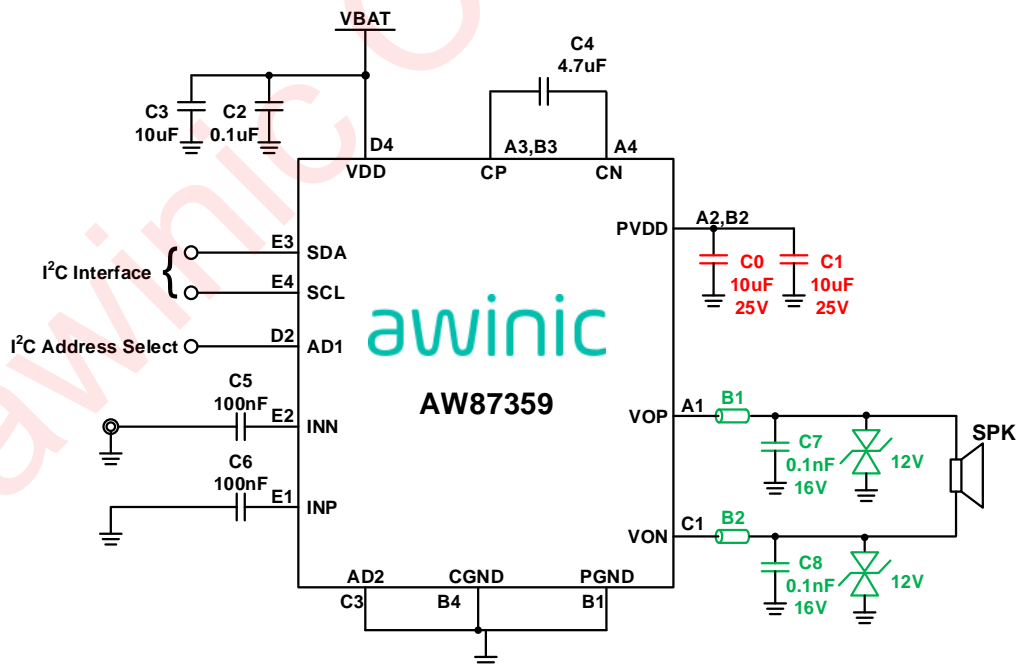 VBAT
C4
4.7uF
C3
10uF
C2
0.1uF
D4
A3,B3
A4
VDD
CP
CN
A2,B2
PVDD
C0
10uF
25V
C1
10uF
25V
I²C Interface {
E3
SDA
E4
SCL
I²C Address Select
D2
AD1
awinic
AW87359
C5
100nF
E2
INN
C6
100nF
E1
INP
VOP
A1
B1
C7
0.1nF
16V
12V
SPK
VON
C1
B2
C8
0.1nF
16V
12V
AD2
CGND
PGND
C3
B4
B1
awinic